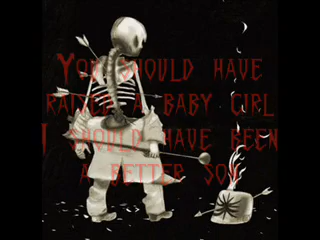 You should have
raised a baby girl
I should have been
a better son